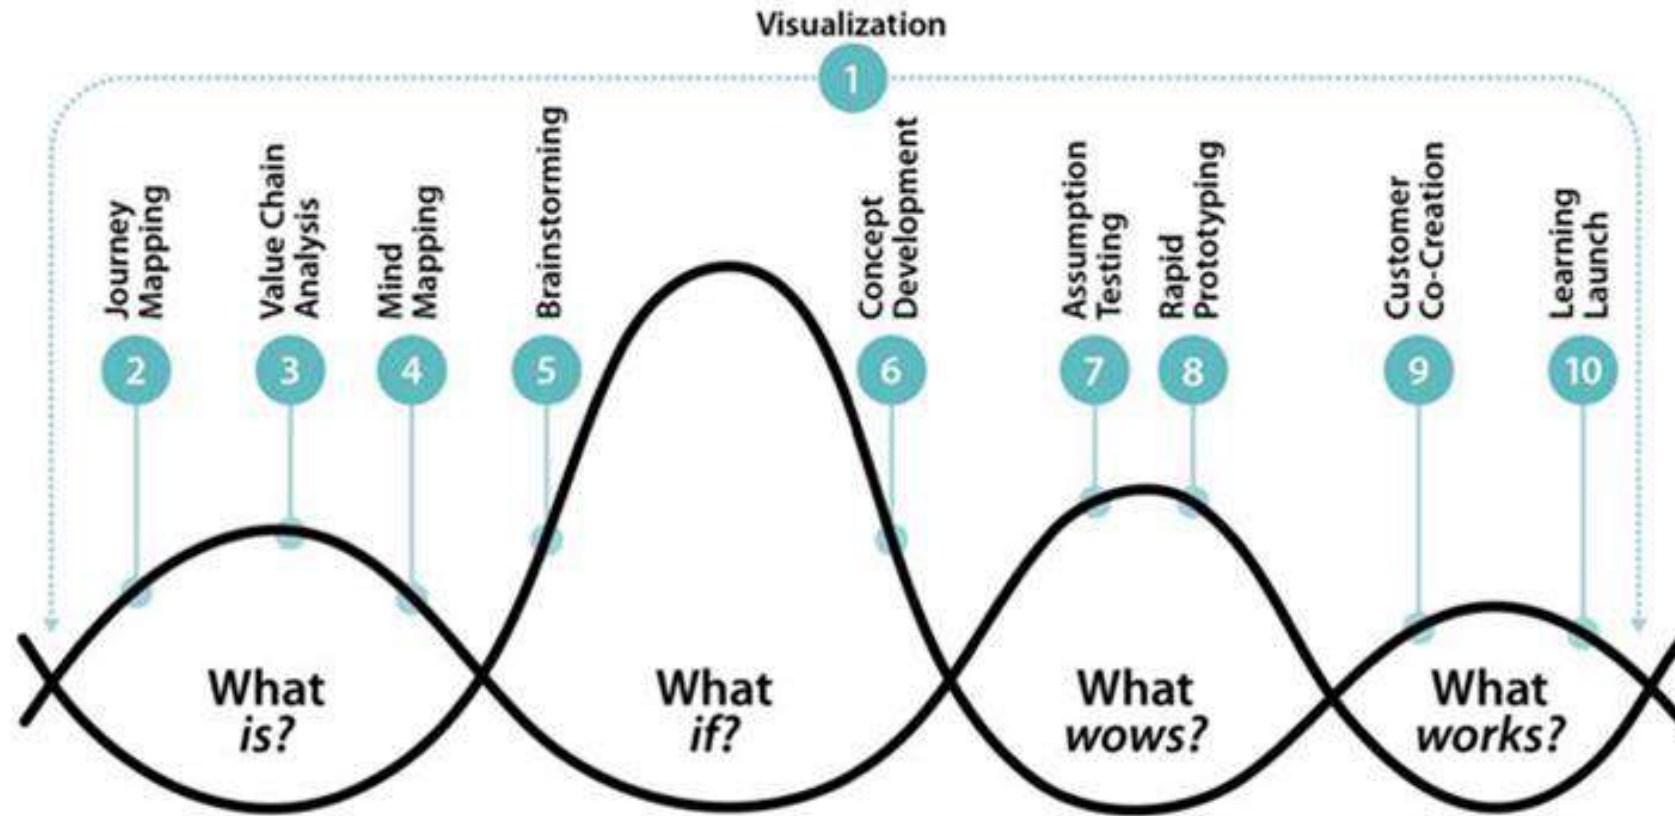 Visualization
1
Journey
Mapping
2
Value Chain
Analysis
3
Mind
Mapping
4
Brainstorming
5
Concept
Development
6
Assumption
Testing
7
Rapid
Prototyping
8
Customer
Co-Creation
9
Learning
Launch
10
What
is?
What
if?
What
wows?
What
works?